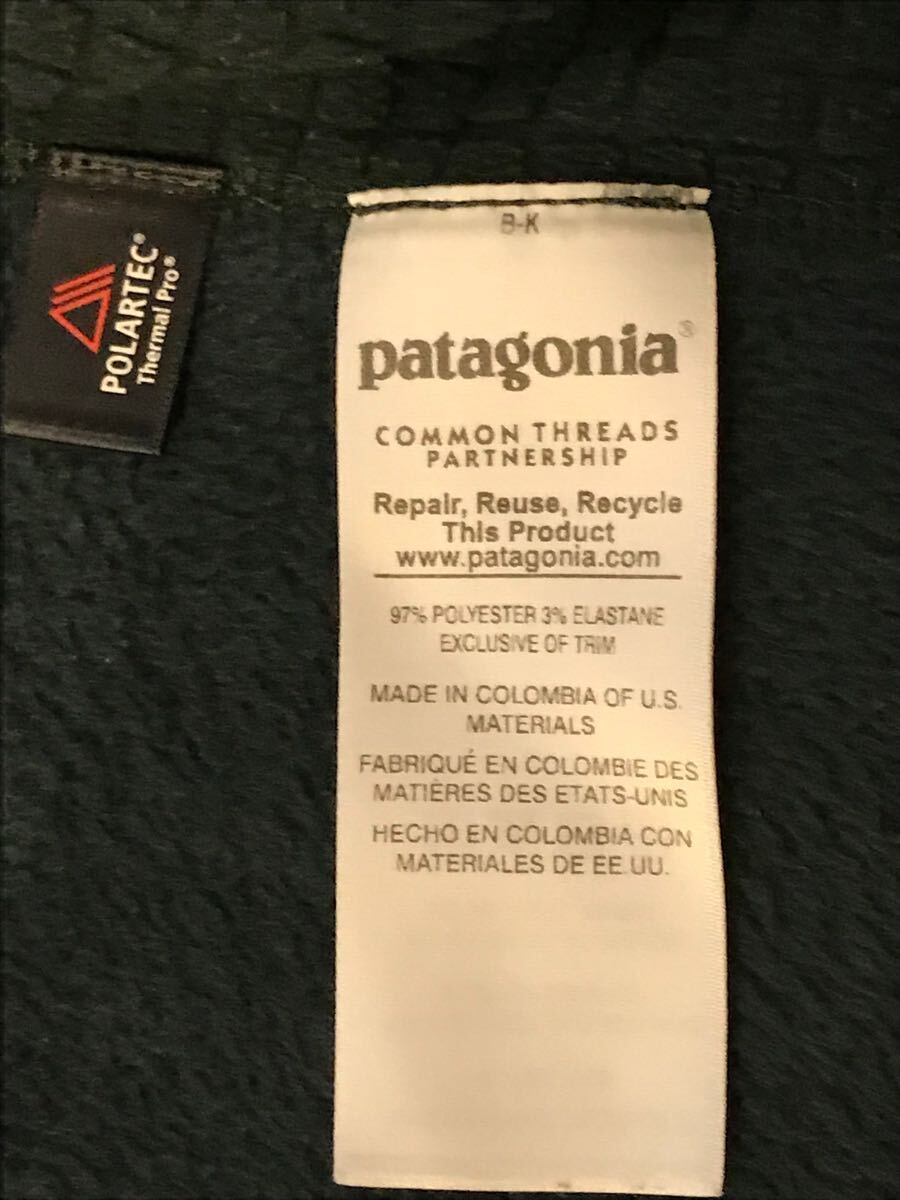 POLARTEC®
Thermal Pro®
B-K
patagonia®
COMMON THREADS
PARTNERSHIP
Repair, Reuse, Recycle
This Product
www.patagonia.com
97% POLYESTER 3% ELASTANE
EXCLUSIVE OF TRIM
MADE IN COLOMBIA OF U.S.
MATERIALS
FABRIQUÉ EN COLOMBIE DES
MATIÈRES DES ETATS-UNIS
HECHO EN COLOMBIA CON
MATERIALES DE EE.UU.